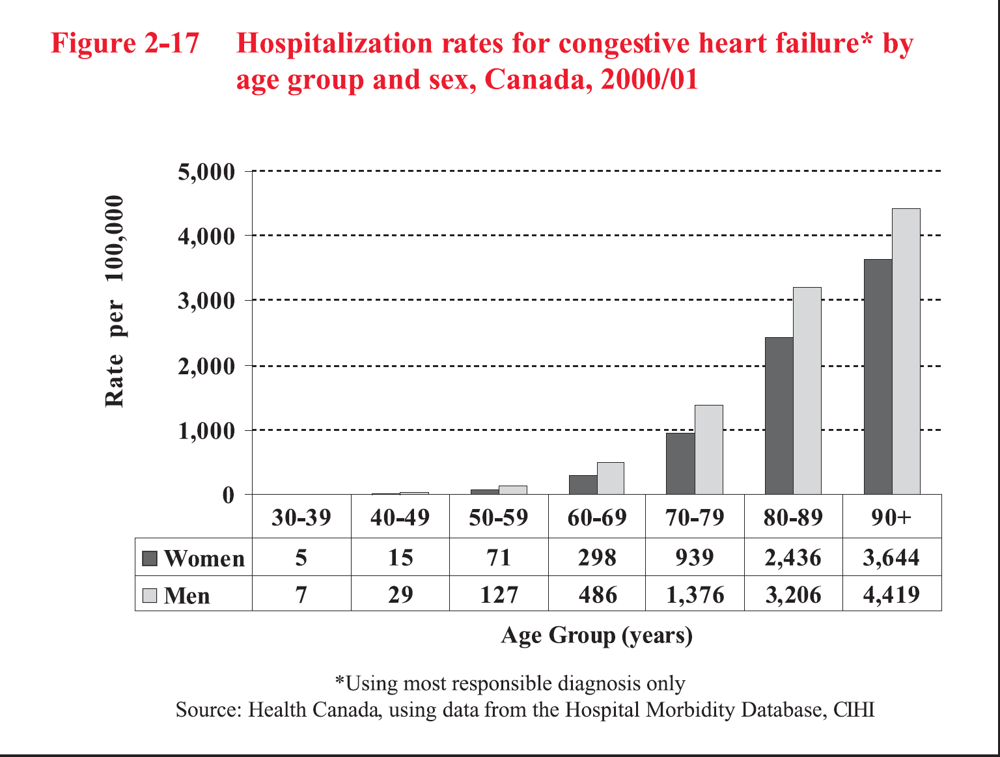 Figure 2-17 Hospitalization rates for congestive heart failure* by
age group and sex, Canada, 2000/01
Rate per 100,000
5,000
4,000
3,000
2,000
1,000
0
30-39 40-49 50-59 60-69 70-79 80-89 90+
Women 5 15 71 298 939 2,436 3,644
Men 7 29 127 486 1,376 3,206 4,419
Age Group (years)
*Using most responsible diagnosis only
Source: Health Canada, using data from the Hospital Morbidity Database, CIHI